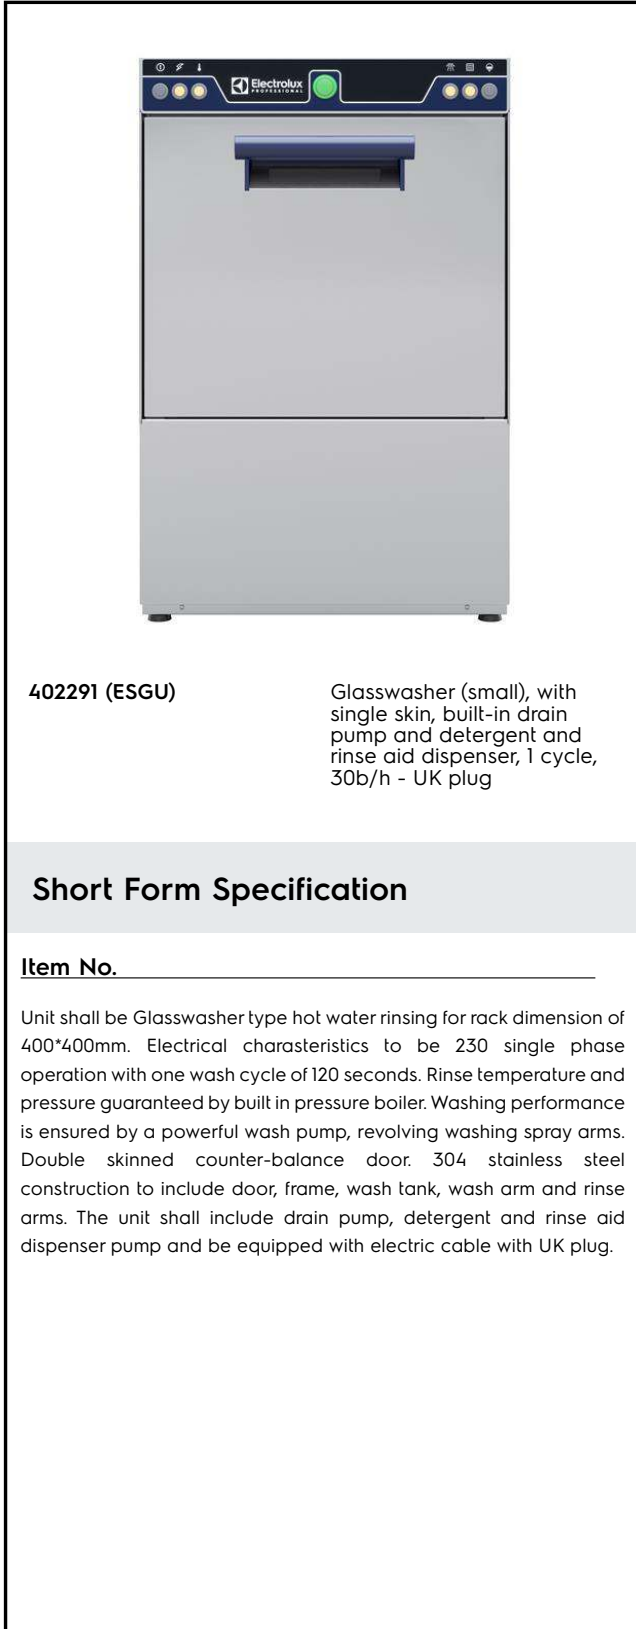 Electrolux
PROFESSIONAL
402291 (ESGU)
Glasswasher (small), with
single skin, built-in drain
pump and detergent and
rinse aid dispenser, 1 cycle,
30b/h - UK plug
Short Form Specification
Item No.
Unit shall be Glasswasher type hot water rinsing for rack dimension of
400*400mm. Electrical charasteristics to be 230 single phase
operation with one wash cycle of 120 seconds. Rinse temperature and
pressure guaranteed by built in pressure boiler. Washing performance
is ensured by a powerful wash pump, revolving washing spray arms.
Double skinned counter-balance door. 304 stainless steel
construction to include door, frame, wash tank, wash arm and rinse
arms. The unit shall include drain pump, detergent and rinse aid
dispenser pump and be equipped with electric cable with UK plug.